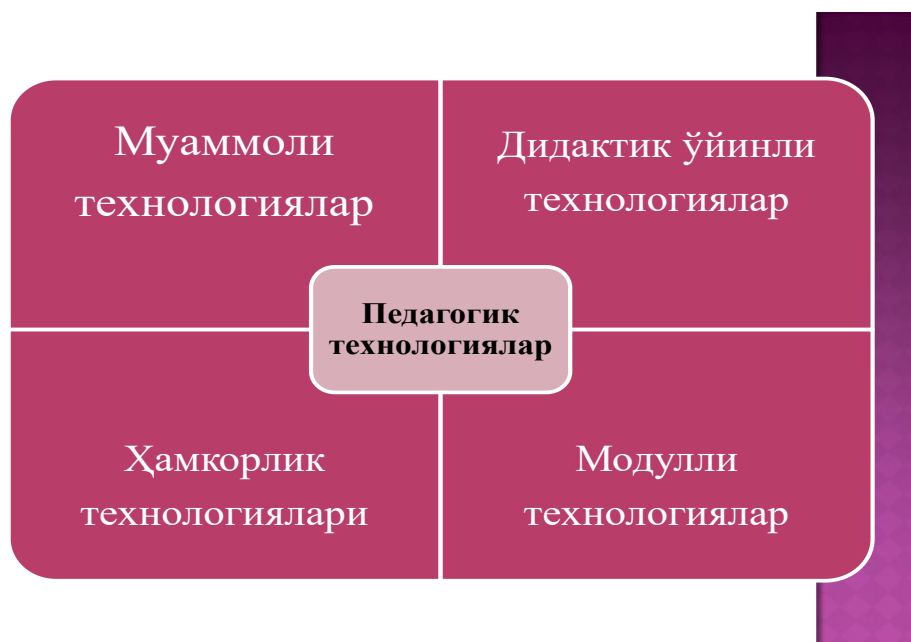 Муаммоли
технологиялар
Дидактик ўйинли
технологиялар
Педагогик
технологиялар
Ҳамкорлик
технологиялари
Модулли
технологиялар